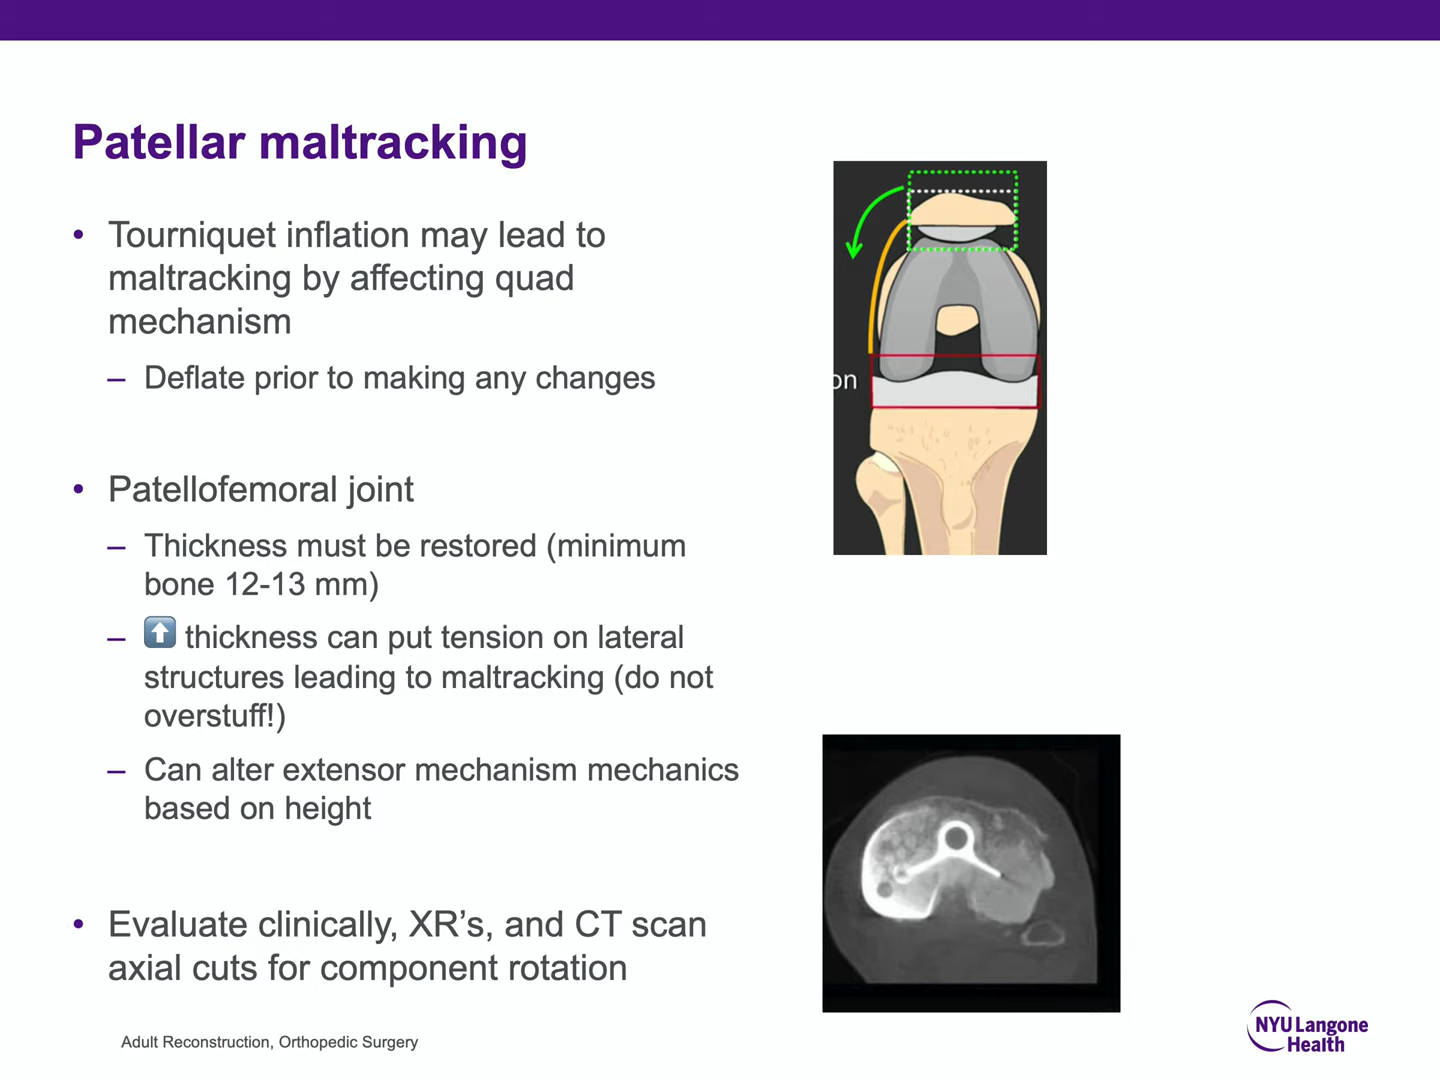 Patellar maltracking
• Tourniquet inflation may lead to
maltracking by affecting quad
mechanism
– Deflate prior to making any changes
• Patellofemoral joint
– Thickness must be restored (minimum
bone 12-13 mm)
– ⬆️ thickness can put tension on lateral
structures leading to maltracking (do not
overstuff!)
– Can alter extensor mechanism mechanics
based on height
• Evaluate clinically, XR’s, and CT scan
axial cuts for component rotation
on
Adult Reconstruction, Orthopedic Surgery
NYU Langone
Health